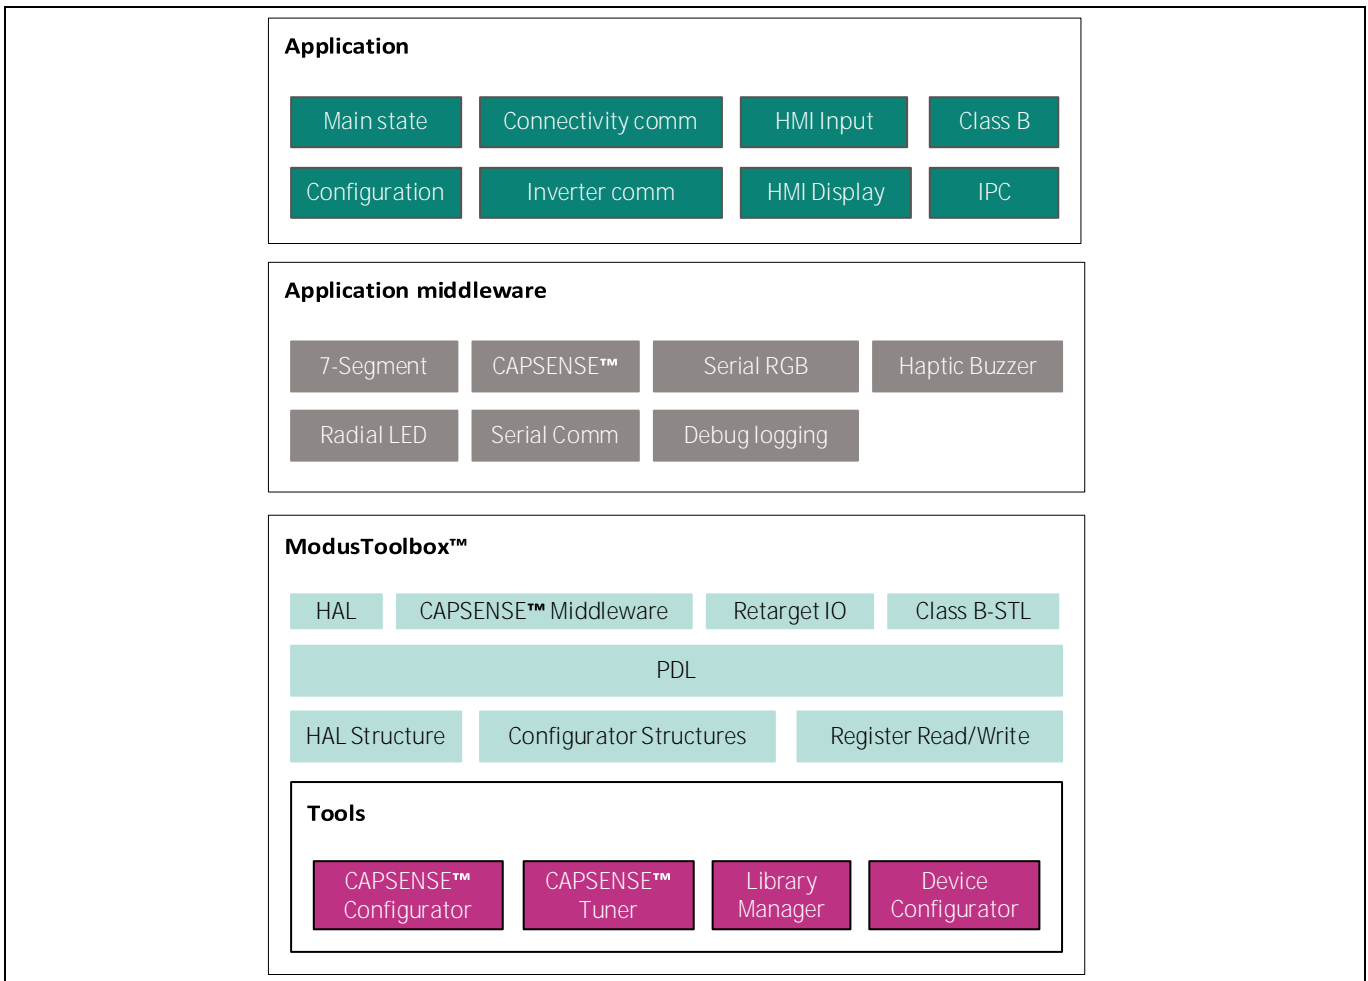 Application
Main state
Connectivity comm
HMI Input
Class B
Configuration
Inverter comm
HMI Display
IPC
Application middleware
7-Segment
CAPSENSE™
Serial RGB
Haptic Buzzer
Radial LED
Serial Comm
Debug logging
ModusToolbox™
HAL
CAPSENSE™ Middleware
Retarget IO
Class B-STL
PDL
HAL Structure
Configurator Structures
Register Read/Write
Tools
CAPSENSE™
Configurator
CAPSENSE™
Tuner
Library
Manager
Device
Configurator